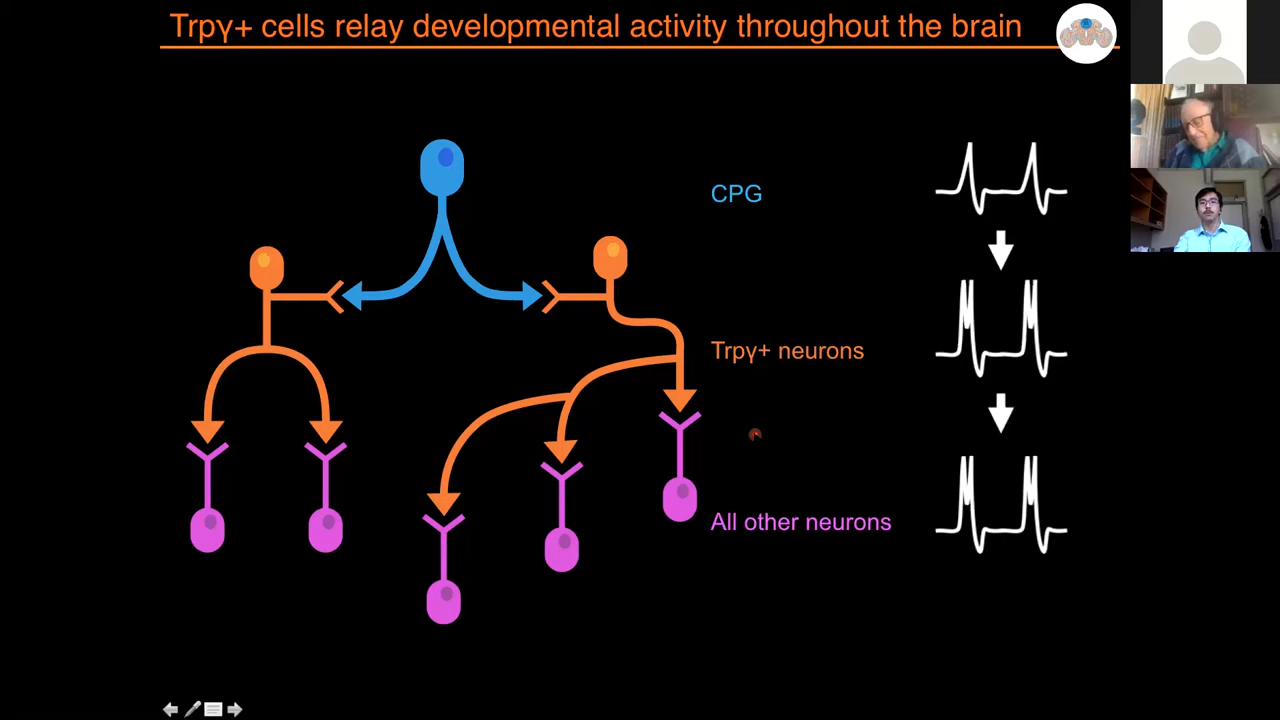 Trpγ+ cells relay developmental activity throughout the brain
CPG
Trpγ+ neurons
All other neurons